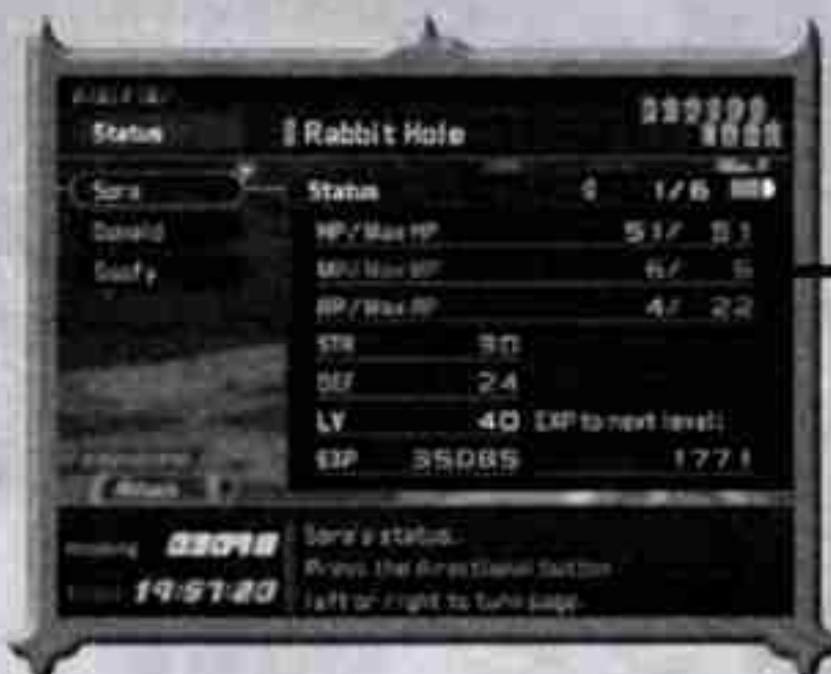 Status
Rabbit Hole
Sora
Donald
Goofy
Status 1/6
HP/Max HP 51/ 51
MP/Max MP 6/
AP/Max AP 4/ 22
STR 30
DEF 24
LV 40 EXP to next level:
EXP 35085 1771
19:57:20
Sora's status.
Press the directional button
left or right to turn page.